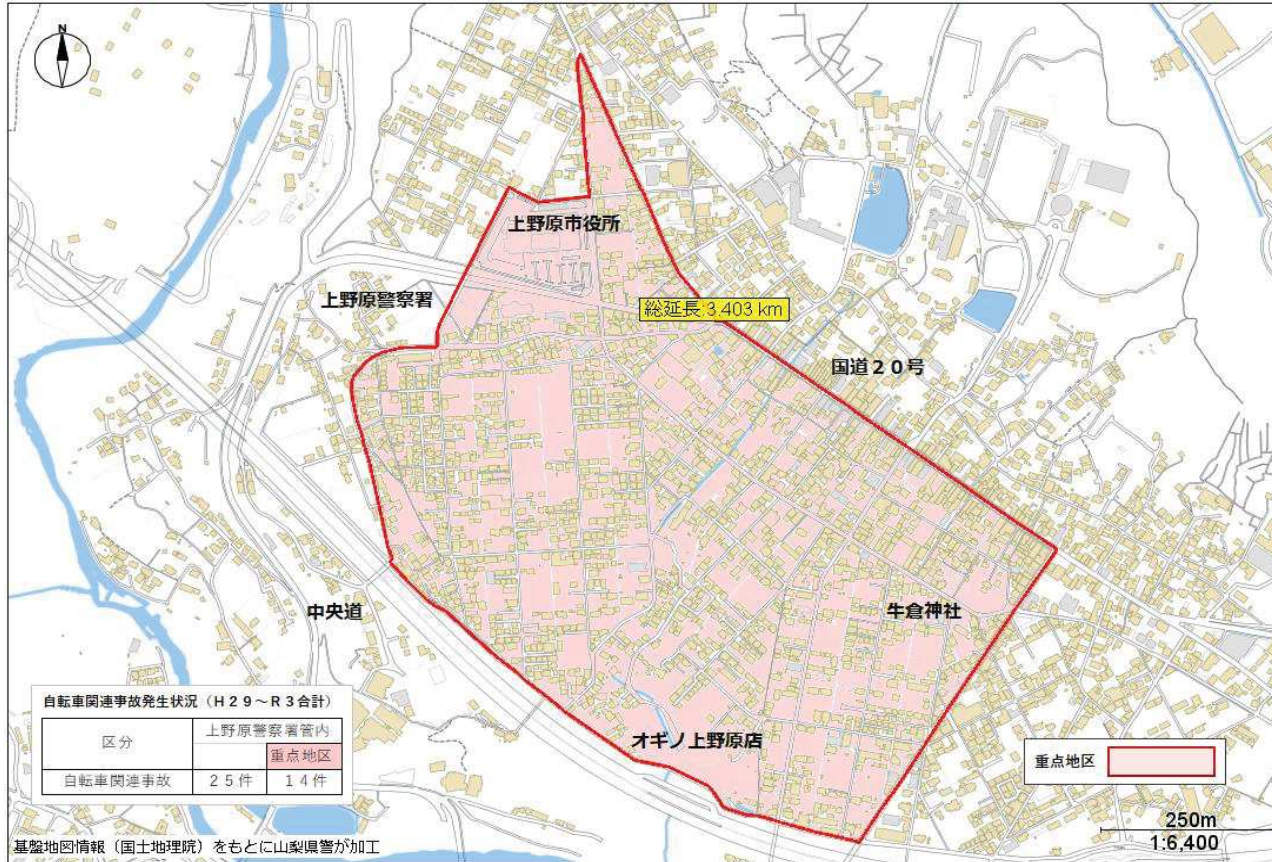 N
上野原市役所
上野原警察署
総延長:3.403 km
国道２０号
中央道
牛倉神社
オギノ上野原店
自転車関連事故発生状況（Ｈ２９～Ｒ３合計）
区分 上野原警察署管内
重点地区
自転車関連事故 ２５件 １４件
重点地区
250m
1:6,400
基盤地図情報（国土地理院）をもとに山梨県警が加工